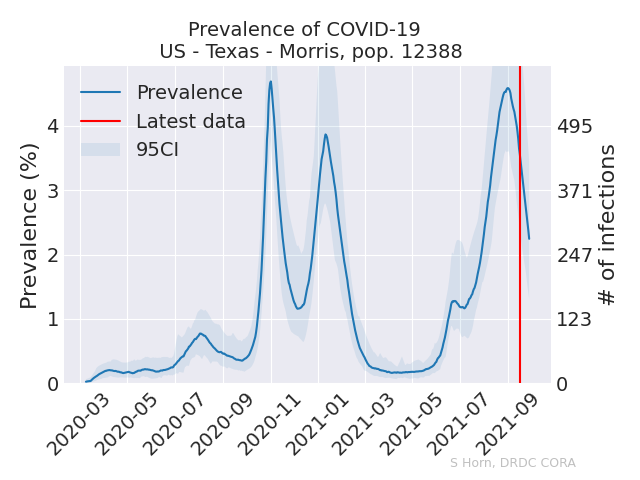 Prevalence of COVID-19
US - Texas - Morris, pop. 12388
Prevalence
Latest data
95CI
Prevalence (%)
4
3
2
1
0
495
371
247
123
0
# of infections
2020-03
2020-05
2020-07
2020-09
2020-11
2021-01
2021-03
2021-05
2021-07
2021-09
S Horn, DRDC CORA